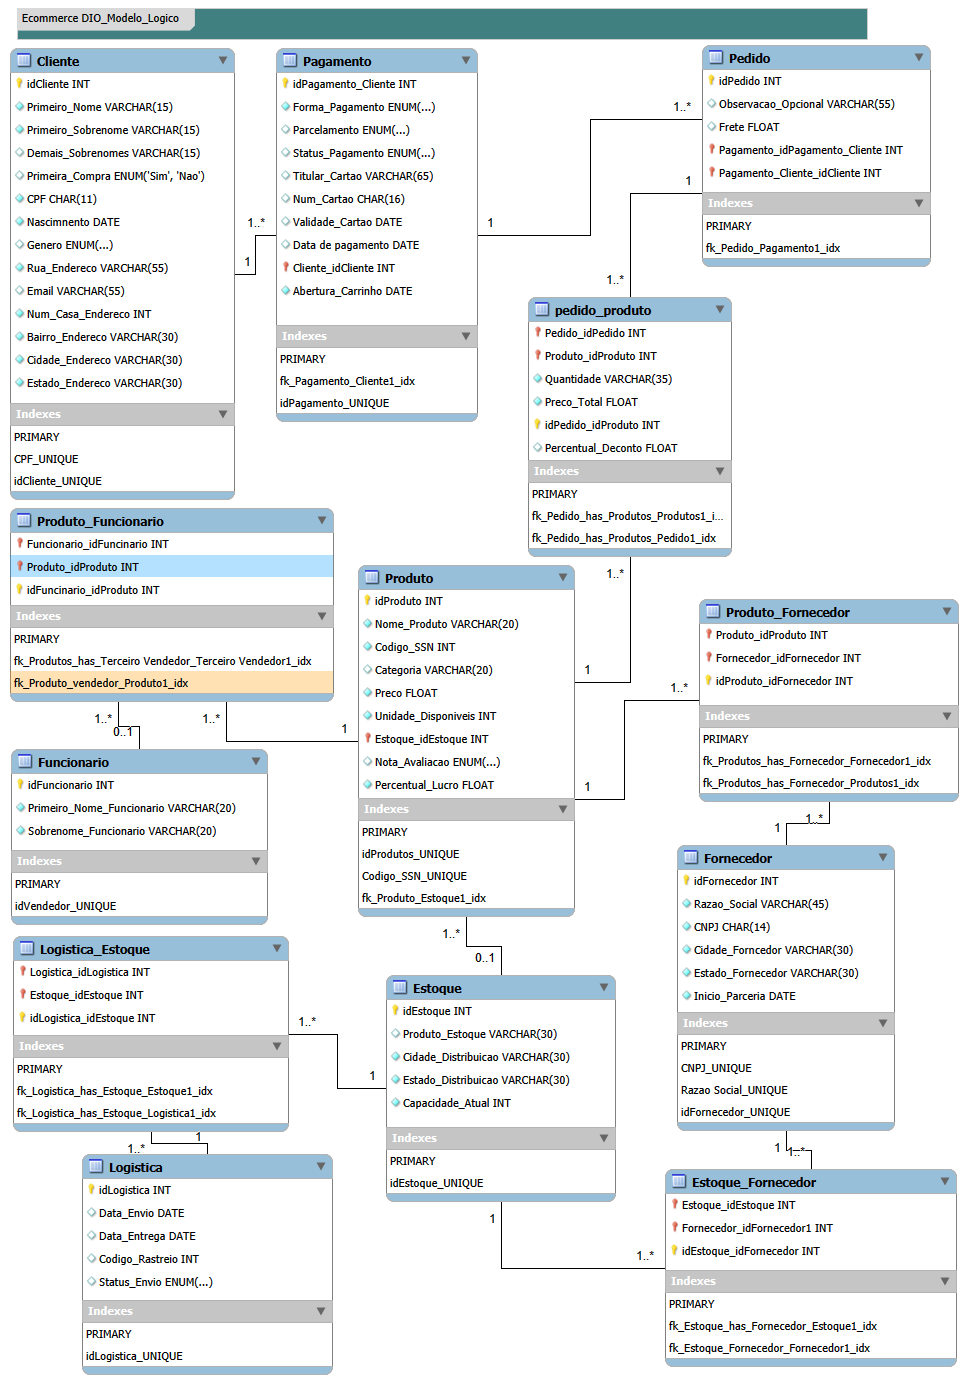 Ecommerce DIO_Modelo_Logico
Cliente
idCliente INT
Primeiro_Nome VARCHAR(15)
Primeiro_Sobrenome VARCHAR(15)
Demais_Sobrenomes VARCHAR(15)
Primeira_Compra ENUM('Sim', 'Nao')
CPF CHAR(11)
Nascimnento DATE
Genero ENUM(...)
Rua_Endereco VARCHAR(55)
Email VARCHAR(55)
Num_Casa_Endereco INT
Bairro_Endereco VARCHAR(30)
Cidade_Endereco VARCHAR(30)
Estado_Endereco VARCHAR(30)
Indexes
PRIMARY
CPF_UNIQUE
idCliente_UNIQUE
1..*
1
Pagamento
idPagamento_Cliente INT
Forma_Pagamento ENUM(...)
Parcelamento ENUM(...)
Status_Pagamento ENUM(...)
Titular_Cartao VARCHAR(65)
Num_Cartao CHAR(16)
Validade_Cartao DATE
Data de pagamento DATE
Cliente_idCliente INT
Abertura_Carrinho DATE
Indexes
PRIMARY
fk_Pagamento_Cliente1_idx
idPagamento_UNIQUE
1
1..*
Pedido
idPedido INT
Observacao_Opcional VARCHAR(55)
Frete FLOAT
Pagamento_idPagamento_Cliente INT
Pagamento_Cliente_idCliente INT
Indexes
PRIMARY
fk_Pedido_Pagamento1_idx
1
1..*
pedido_produto
Pedido_idPedido INT
Produto_idProduto INT
Quantidade VARCHAR(35)
Preco_Total FLOAT
idPedido_idProduto INT
Percentual_Deconto FLOAT
Indexes
PRIMARY
fk_Pedido_has_Produtos_Produtos1_i...
fk_Pedido_has_Produtos_Pedido1_idx
1..*
1
Produto_Funcionario
Funcionario_idFuncinario INT
Produto_idProduto INT
idFuncinario_idProduto INT
Indexes
PRIMARY
fk_Produtos_has_Terceiro Vendedor_Terceiro Vendedor1_idx
fk_Produto_vendedor_Produto1_idx
1..*
0..1
1..*
1
Produto
idProduto INT
Nome_Produto VARCHAR(20)
Codigo_SSN INT
Categoria VARCHAR(20)
Preco FLOAT
Unidade_Disponiveis INT
Estoque_idEstoque INT
Nota_Avaliacao ENUM(...)
Percentual_Lucro FLOAT
Indexes
PRIMARY
idProdutos_UNIQUE
Codigo_SSN_UNIQUE
fk_Produto_Estoque1_idx
1
1..*
Produto_Fornecedor
Produto_idProduto INT
Fornecedor_idFornecedor INT
idProduto_idFornecedor INT
Indexes
PRIMARY
fk_Produtos_has_Fornecedor_Fornecedor1_idx
fk_Produtos_has_Fornecedor_Produtos1_idx
1..*
1
Funcionario
idFuncionario INT
Primeiro_Nome_Funcionario VARCHAR(20)
Sobrenome_Funcionario VARCHAR(20)
Indexes
PRIMARY
idVendedor_UNIQUE
Fornecedor
idFornecedor INT
Razao_Social VARCHAR(45)
CNPJ CHAR(14)
Cidade_Forncedor VARCHAR(30)
Estado_Fornecedor VARCHAR(30)
Inicio_Parceria DATE
Indexes
PRIMARY
CNPJ_UNIQUE
Razao Social_UNIQUE
idFornecedor_UNIQUE
1
1..*
1..*
0..1
Logistica_Estoque
Logistica_idLogistica INT
Estoque_idEstoque INT
idLogistica_idEstoque INT
Indexes
PRIMARY
fk_Logistica_has_Estoque_Estoque1_idx
fk_Logistica_has_Estoque_Logistica1_idx
1..*
1
1..*
1
Estoque
idEstoque INT
Produto_Estoque VARCHAR(30)
Cidade_Distribuicao VARCHAR(30)
Estado_Distribuicao VARCHAR(30)
Capacidade_Atual INT
Indexes
PRIMARY
idEstoque_UNIQUE
1
1..*
Logistica
idLogistica INT
Data_Envio DATE
Data_Entrega DATE
Codigo_Rastreio INT
Status_Envio ENUM(...)
Indexes
PRIMARY
idLogistica_UNIQUE
Estoque_Fornecedor
Estoque_idEstoque INT
Fornecedor_idFornecedor1 INT
idEstoque_idFornecedor INT
Indexes
PRIMARY
fk_Estoque_has_Fornecedor_Estoque1_idx
fk_Estoque_Fornecedor_Fornecedor1_idx